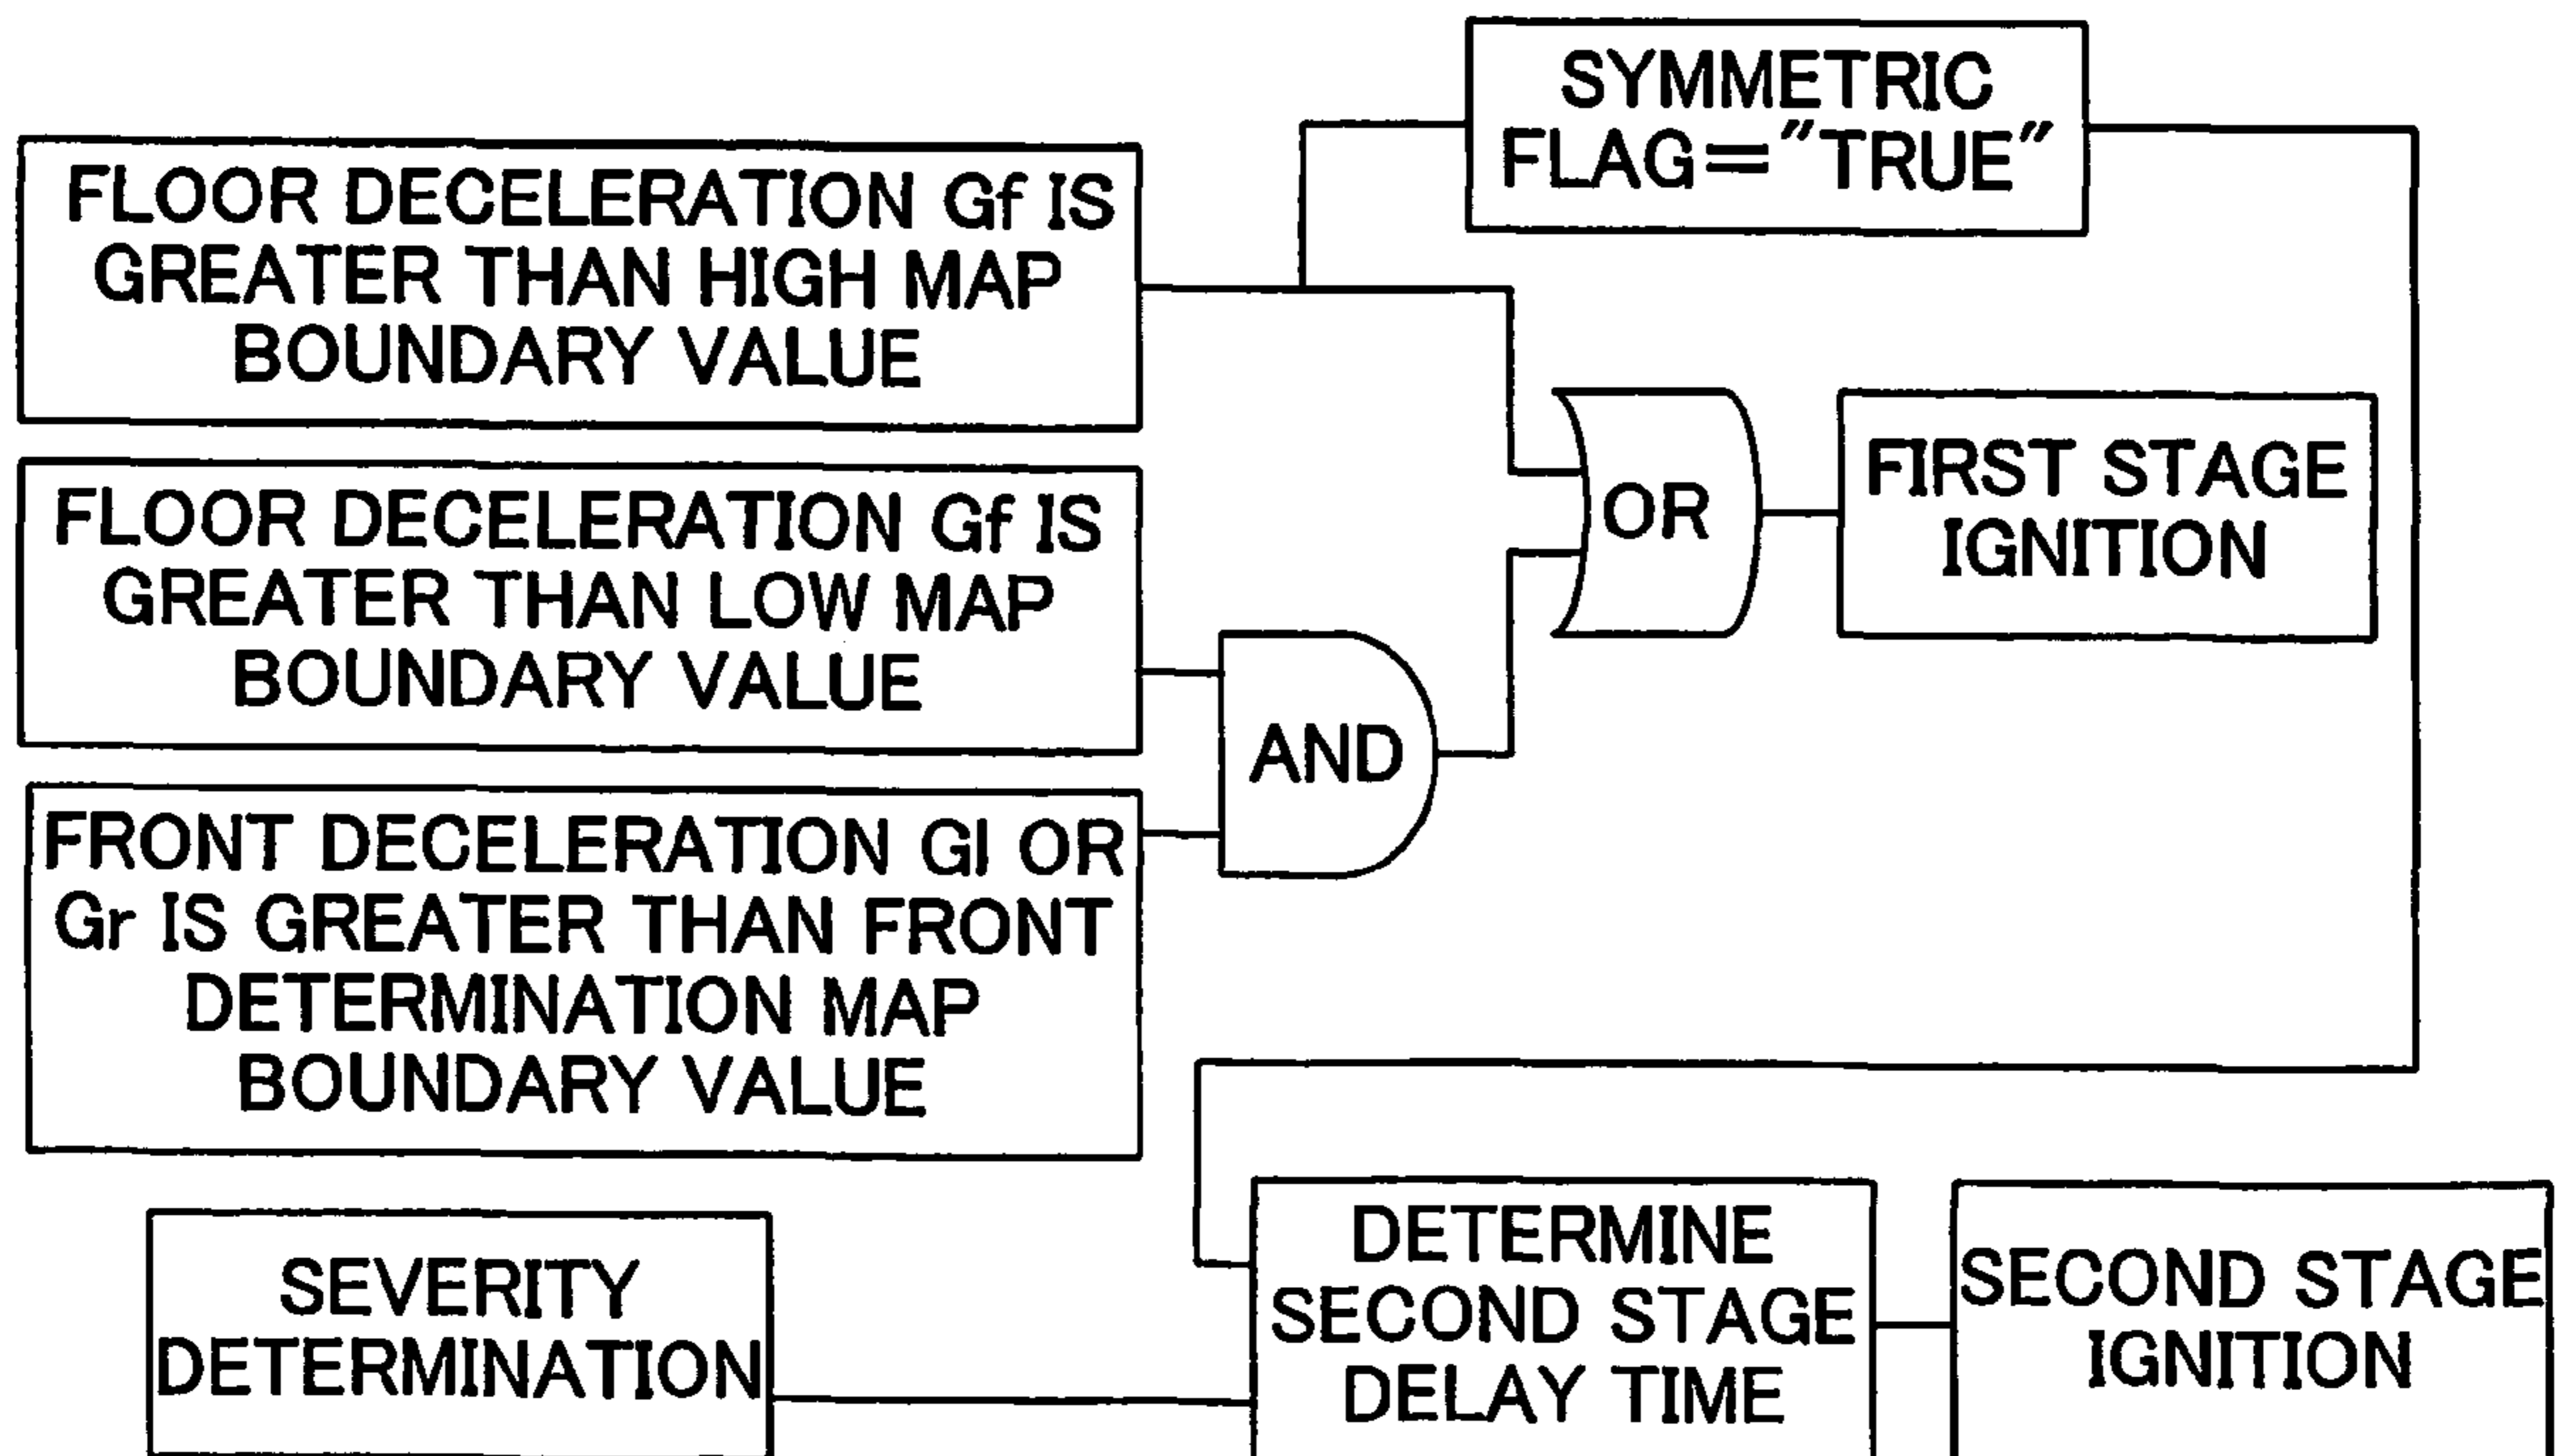 SYMMETRIC
FLAG="TRUE"
FLOOR DECELERATION Gf IS
GREATER THAN HIGH MAP
BOUNDARY VALUE
FLOOR DECELERATION Gf IS
GREATER THAN LOW MAP
BOUNDARY VALUE
OR
FIRST STAGE
IGNITION
AND
FRONT DECELERATION Gl OR
Gr IS GREATER THAN FRONT
DETERMINATION MAP
BOUNDARY VALUE
SEVERITY
DETERMINATION
DETERMINE
SECOND STAGE
DELAY TIME
SECOND STAGE
IGNITION